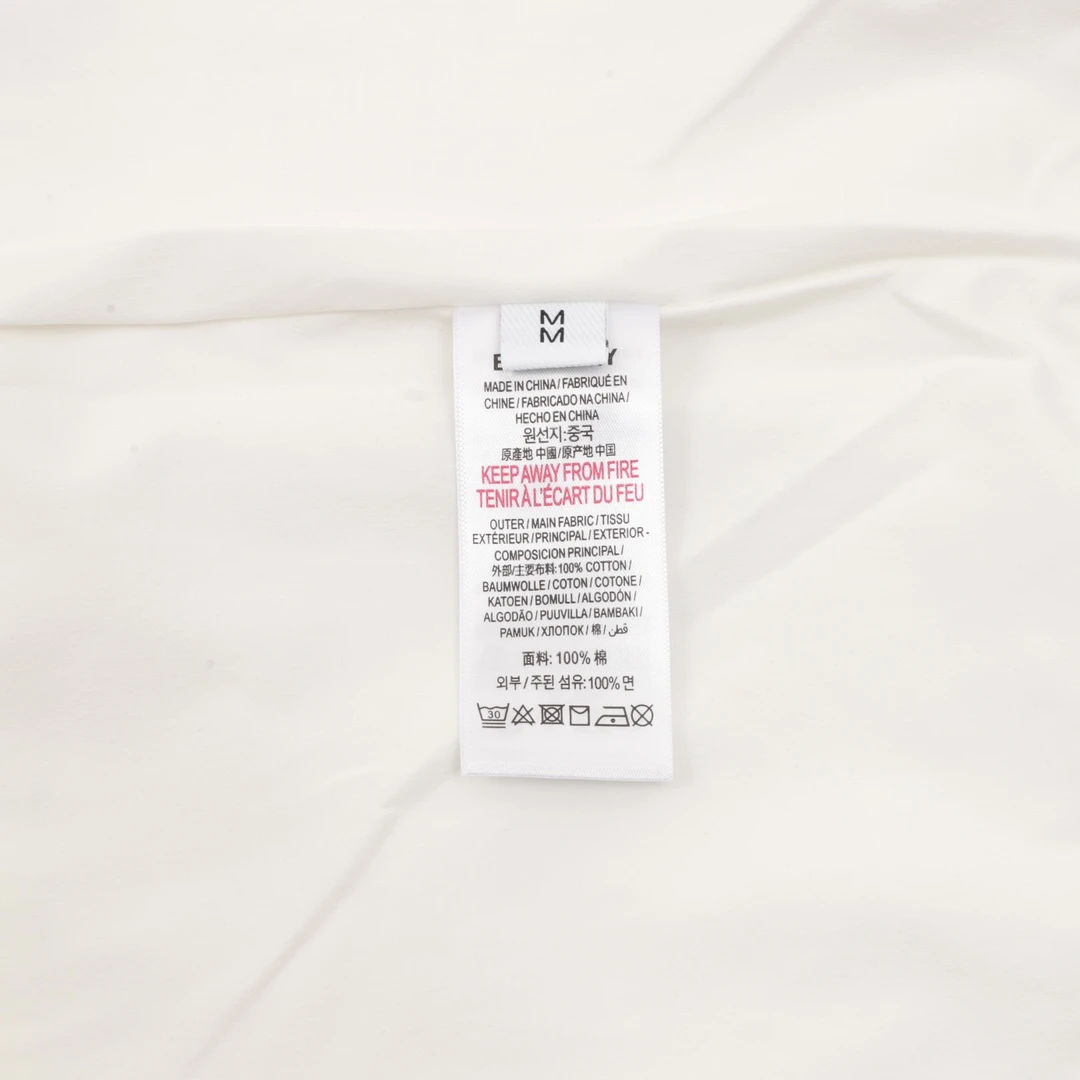 M
M
MADE IN CHINA / FABRIQUÉ EN
CHINE / FABRICADO NA CHINA /
HECHO EN CHINA
원선지:중국
原產地 中國/原产地 中国
KEEP AWAY FROM FIRE
TENIR À L'ÉCART DU FEU
OUTER / MAIN FABRIC / TISSU
EXTÉRIEUR / PRINCIPAL / EXTERIOR -
COMPOSICION PRINCIPAL /
外部/主要布料:100% COTTON /
BAUMWOLLE / COTON / COTONE /
KATOEN / BOMULL / ALGODÓN /
ALGODÃO / PUUVILLA / BAMBAKI /
PAMUK / ХЛОПОК / 棉 / قطن
面料: 100% 棉
외부 / 주된 섬유: 100% 면
30